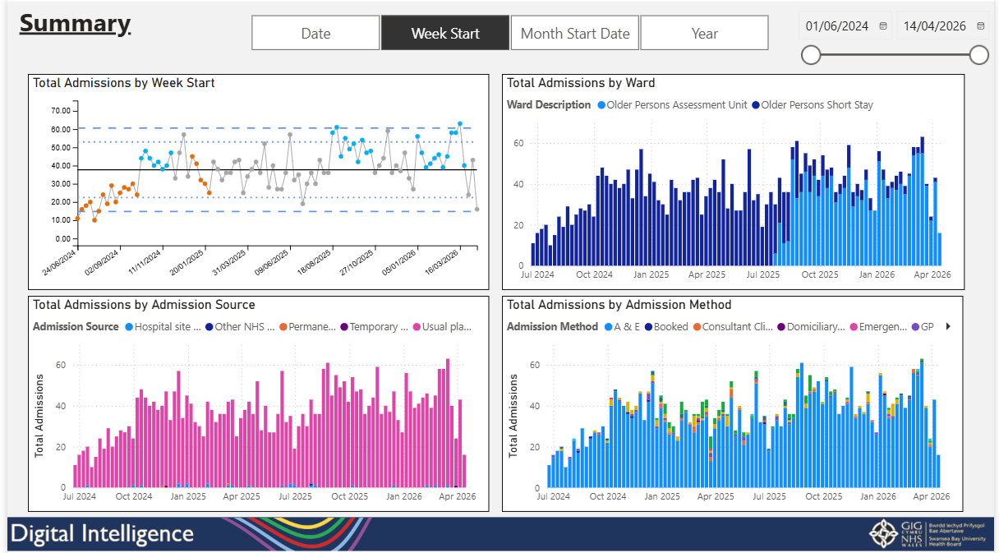 Summary
Date
Week Start
Month Start Date
Year
01/06/2024
14/04/2026
Total Admissions by Week Start
70.00
60.00
50.00
40.00
30.00
20.00
10.00
0.00
24/06/2024
02/09/2024
11/11/2024
20/01/2025
31/03/2025
09/06/2025
18/08/2025
27/10/2025
05/01/2026
16/03/2026
Total Admissions by Ward
Ward Description Older Persons Assessment Unit Older Persons Short Stay
60
40
20
0
Jul 2024 Oct 2024 Jan 2025 Apr 2025 Jul 2025 Oct 2025 Jan 2026 Apr 2026
Total Admissions by Admission Source
Admission Source Hospital site ... Other NHS ... Permane... Temporary ... Usual pla...
Total Admissions
60
40
20
0
Jul 2024 Oct 2024 Jan 2025 Apr 2025 Jul 2025 Oct 2025 Jan 2026 Apr 2026
Total Admissions by Admission Method
Admission Method A & E Booked Consultant Cli... Domiciliary... Emergen... GP
Total Admissions
60
40
20
0
Jul 2024 Oct 2024 Jan 2025 Apr 2025 Jul 2025 Oct 2025 Jan 2026 Apr 2026
Digital Intelligence
GIG
CYMRU
NHS
WALES
Bwrdd Iechyd Prifysgol
Bae Abertawe
Swansea Bay University
Health Board